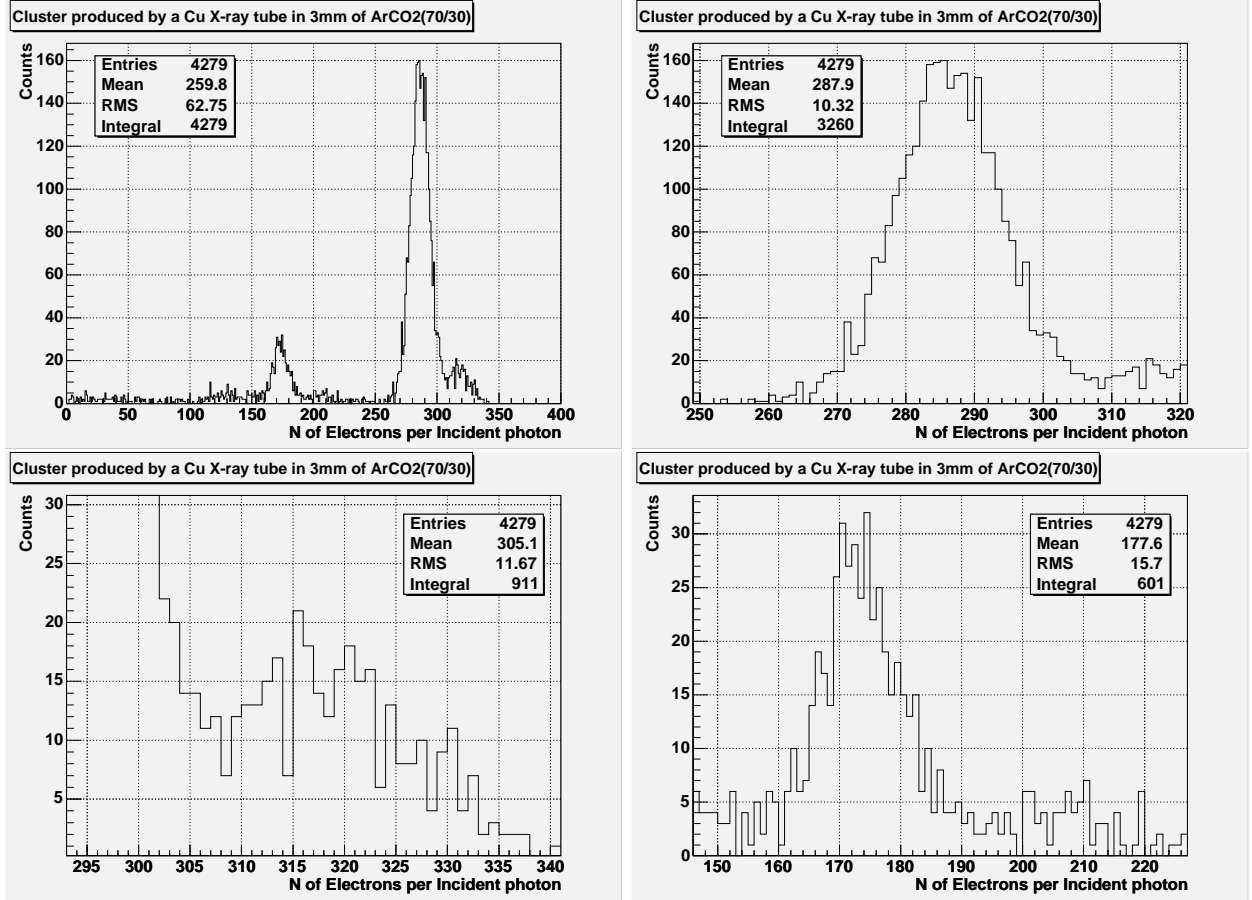 Cluster produced by a Cu X-ray tube in 3mm of ArCO2(70/30)
Counts
160
140
120
100
80
60
40
20
0
Entries 4279
Mean 259.8
RMS 62.75
Integral 4279
0 50 100 150 200 250 300 350 400
N of Electrons per Incident photon
Cluster produced by a Cu X-ray tube in 3mm of ArCO2(70/30)
Counts
160
140
120
100
80
60
40
20
0
Entries 4279
Mean 287.9
RMS 10.32
Integral 3260
250 260 270 280 290 300 310 320
N of Electrons per Incident photon
Cluster produced by a Cu X-ray tube in 3mm of ArCO2(70/30)
Counts
30
25
20
15
10
5
Entries 4279
Mean 305.1
RMS 11.67
Integral 911
295 300 305 310 315 320 325 330 335 340
N of Electrons per Incident photon
Cluster produced by a Cu X-ray tube in 3mm of ArCO2(70/30)
Counts
30
25
20
15
10
5
0
Entries 4279
Mean 177.6
RMS 15.7
Integral 601
150 160 170 180 190 200 210 220
N of Electrons per Incident photon